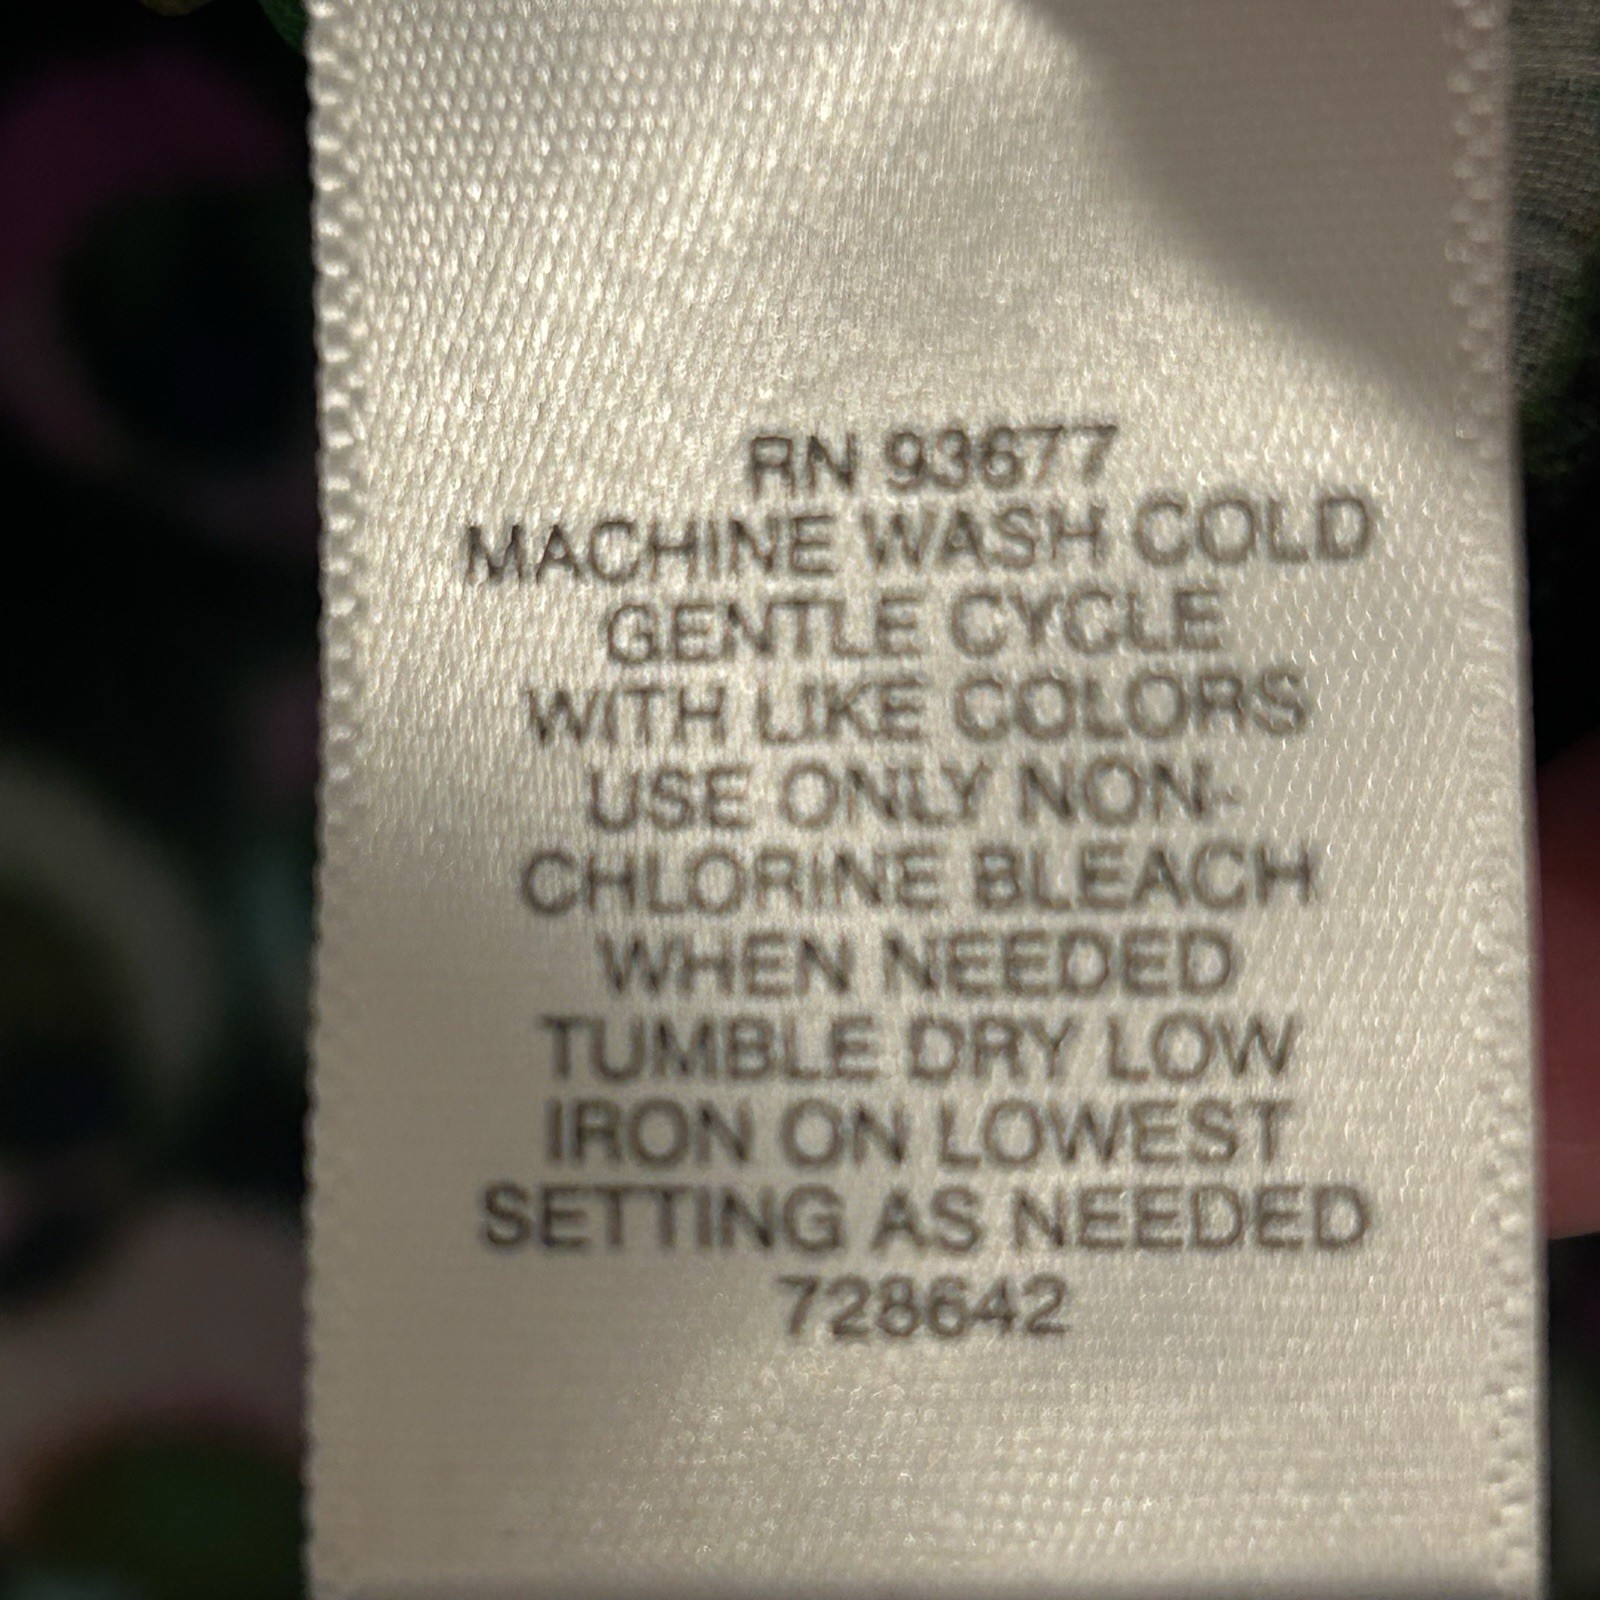 RN 93677
MACHINE WASH COLD
GENTLE CYCLE
WITH LIKE COLORS
USE ONLY NON-
CHLORINE BLEACH
WHEN NEEDED
TUMBLE DRY LOW
IRON ON LOWEST
SETTING AS NEEDED
728642